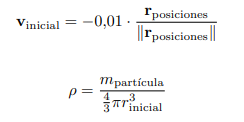 v_inicial = −0,01 · r_posiciones / ‖r_posiciones‖
ρ = m_partícula / (4/3 π r³_inicial)